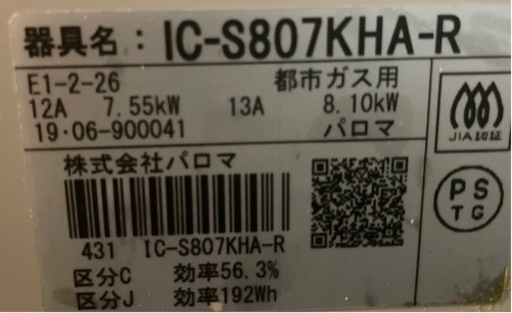 器具名：IC-S807KHA-R
E1-2-26 都市ガス用
12A 7.55kW 13A 8.10kW
19・06-900041 パロマ
株式会社パロマ
431 IC-S807KHA-R
区分C 効率56.3%
区分J 効率192Wh
JIA認証
PS
TG